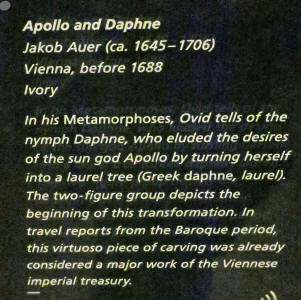 Apollo and Daphne
Jakob Auer (ca. 1645–1706)
Vienna, before 1688
Ivory
In his Metamorphoses, Ovid tells of the
nymph Daphne, who eluded the desires
of the sun god Apollo by turning herself
into a laurel tree (Greek daphne, laurel).
The two-figure group depicts the
beginning of this transformation. In
travel reports from the Baroque period,
this virtuoso piece of carving was already
considered a major work of the Viennese
imperial treasury.